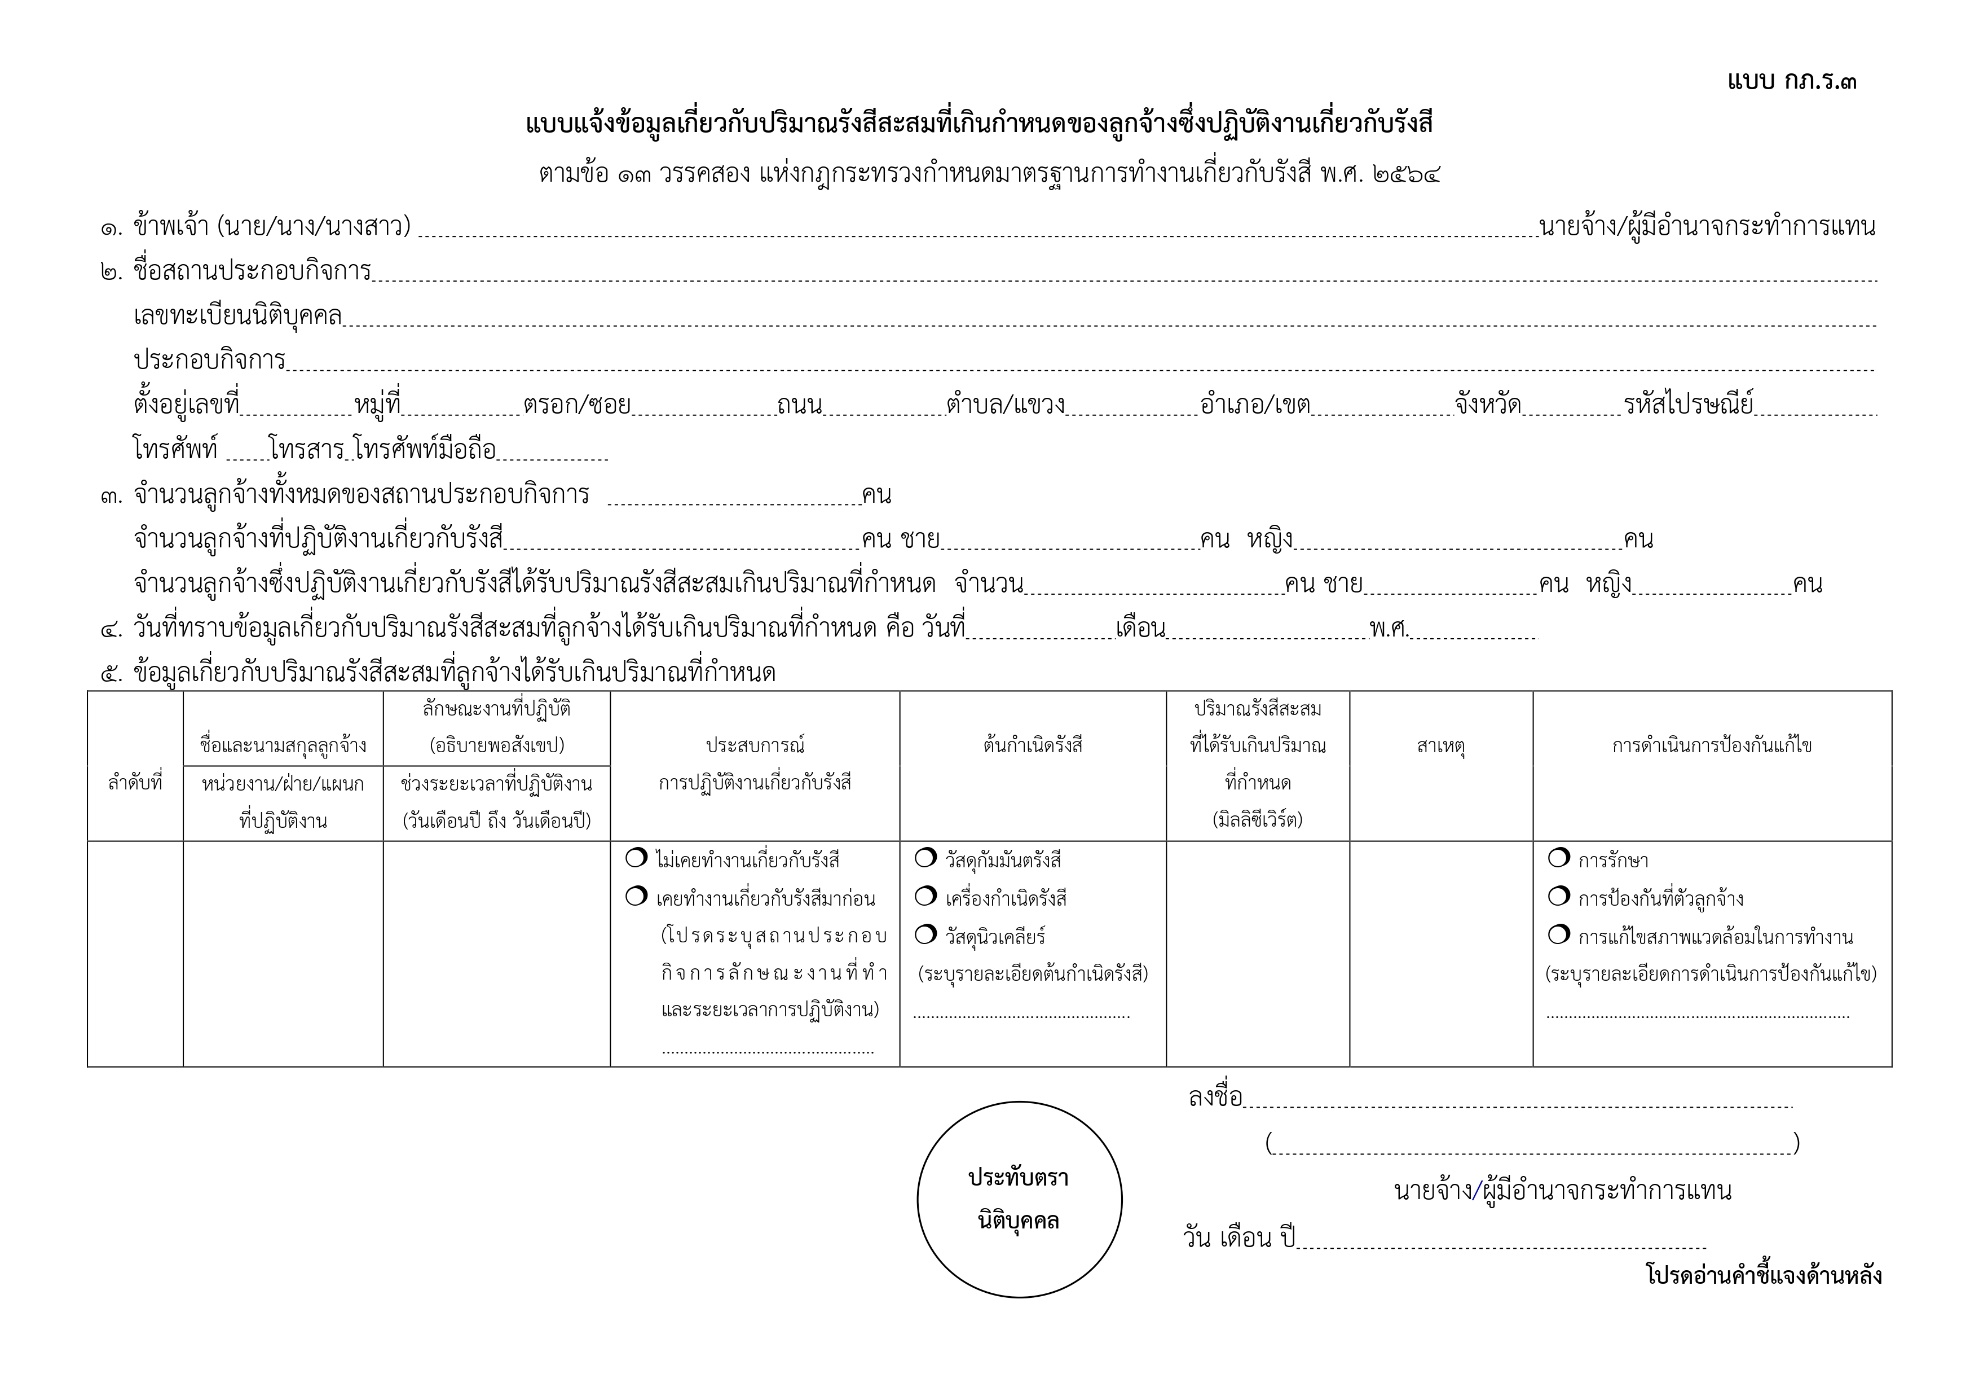 แบบ กภ.ร.๓
แบบแจ้งข้อมูลเกี่ยวกับปริมาณรังสีสะสมที่เกินกำหนดของลูกจ้างซึ่งปฏิบัติงานเกี่ยวกับรังสี
ตามข้อ ๑๓ วรรคสอง แห่งกฎกระทรวงกำหนดมาตรฐานการทำงานเกี่ยวกับรังสี พ.ศ. ๒๕๖๔
๑. ข้าพเจ้า (นาย/นาง/นางสาว) ........ นายจ้าง/ผู้มีอำนาจกระทำการแทน
๒. ชื่อสถานประกอบกิจการ........
เลขทะเบียนนิติบุคคล........
ประกอบกิจการ........
ตั้งอยู่เลขที่........หมู่ที่........ตรอก/ซอย........ถนน........ตำบล/แขวง........อำเภอ/เขต........จังหวัด........รหัสไปรษณีย์........
โทรศัพท์ ......โทรสาร..โทรศัพท์มือถือ........
๓. จำนวนลูกจ้างทั้งหมดของสถานประกอบกิจการ ........คน
จำนวนลูกจ้างที่ปฏิบัติงานเกี่ยวกับรังสี........คน ชาย........คน หญิง........คน
จำนวนลูกจ้างซึ่งปฏิบัติงานเกี่ยวกับรังสีได้รับปริมาณรังสีสะสมเกินปริมาณที่กำหนด จำนวน........คน ชาย........คน หญิง........คน
๔. วันที่ทราบข้อมูลเกี่ยวกับปริมาณรังสีสะสมที่ลูกจ้างได้รับเกินปริมาณที่กำหนด คือ วันที่........เดือน........พ.ศ.........
๕. ข้อมูลเกี่ยวกับปริมาณรังสีสะสมที่ลูกจ้างได้รับเกินปริมาณที่กำหนด
ลำดับที่
ชื่อและนามสกุลลูกจ้าง
หน่วยงาน/ฝ่าย/แผนก
ที่ปฏิบัติงาน
ลักษณะงานที่ปฏิบัติ
(อธิบายพอสังเขป)
ช่วงระยะเวลาที่ปฏิบัติงาน
(วันเดือนปี ถึง วันเดือนปี)
ประสบการณ์
การปฏิบัติงานเกี่ยวกับรังสี
ต้นกำเนิดรังสี
ปริมาณรังสีสะสม
ที่ได้รับเกินปริมาณ
ที่กำหนด
(มิลลิซีเวิร์ต)
สาเหตุ
การดำเนินการป้องกันแก้ไข
❍ ไม่เคยทำงานเกี่ยวกับรังสี
❍ เคยทำงานเกี่ยวกับรังสีมาก่อน
(โปรดระบุสถานประกอบ
กิจการลักษณะงานที่ทำ
และระยะเวลาการปฏิบัติงาน)
........
❍ วัสดุกัมมันตรังสี
❍ เครื่องกำเนิดรังสี
❍ วัสดุนิวเคลียร์
(ระบุรายละเอียดต้นกำเนิดรังสี)
........
❍ การรักษา
❍ การป้องกันที่ตัวลูกจ้าง
❍ การแก้ไขสภาพแวดล้อมในการทำงาน
(ระบุรายละเอียดการดำเนินการป้องกันแก้ไข)
........
ประทับตรา
นิติบุคคล
ลงชื่อ........
(........)
นายจ้าง/ผู้มีอำนาจกระทำการแทน
วัน เดือน ปี........
โปรดอ่านคำชี้แจงด้านหลัง